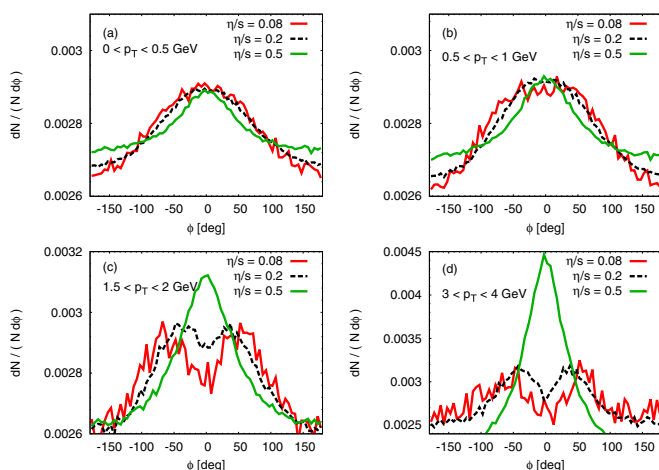 (a)
η/s = 0.08
0 < p_T < 0.5 GeV
η/s = 0.2
η/s = 0.5
0.003
0.0028
0.0026
dN / ( N dϕ)
-150 -100 -50 0 50 100 150
ϕ [deg]
(b)
η/s = 0.08
η/s = 0.2
0.5 < p_T < 1 GeV
η/s = 0.5
0.003
0.0028
0.0026
dN / ( N dϕ)
-150 -100 -50 0 50 100 150
ϕ [deg]
(c)
η/s = 0.08
η/s = 0.2
1.5 < p_T < 2 GeV
η/s = 0.5
0.0032
0.003
0.0028
0.0026
dN / ( N dϕ)
-150 -100 -50 0 50 100 150
ϕ [deg]
(d)
η/s = 0.08
η/s = 0.2
3 < p_T < 4 GeV
η/s = 0.5
0.0045
0.004
0.0035
0.003
0.0025
dN / ( N dϕ)
-150 -100 -50 0 50 100 150
ϕ [deg]